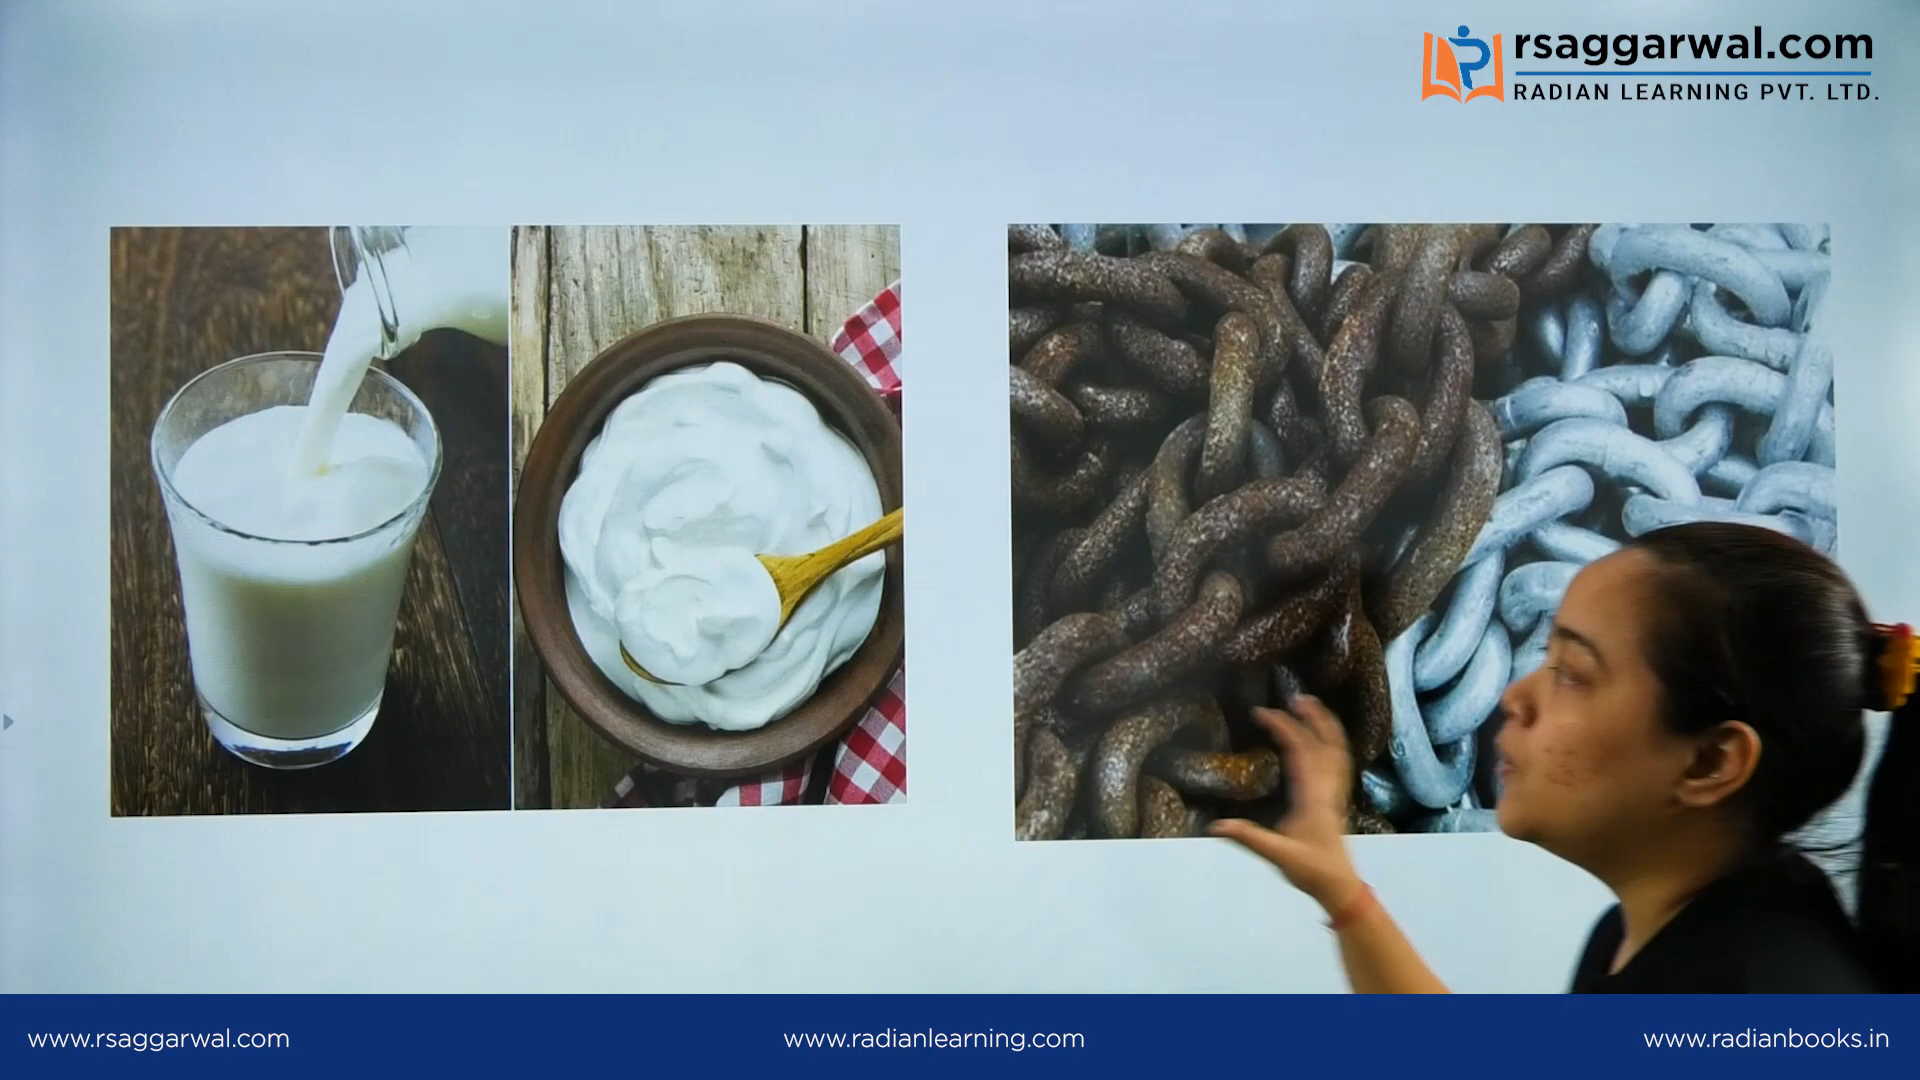 rsaggarwal.com
RADIAN LEARNING PVT. LTD.
www.rsaggarwal.com
www.radianlearning.com
www.radianbooks.in